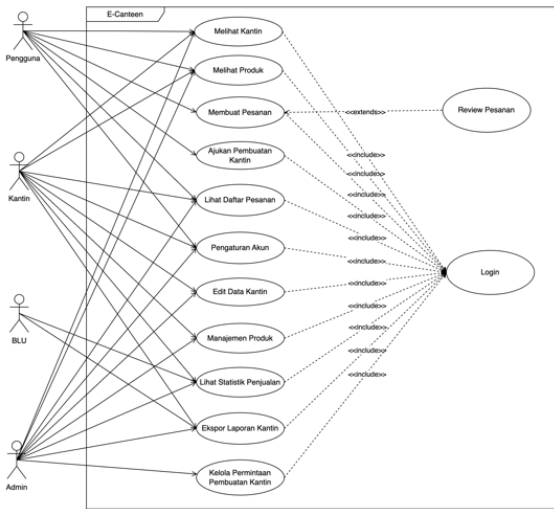 E-Canteen
Pengguna
Kantin
BLU
Admin
Melihat Kantin
Melihat Produk
Membuat Pesanan
Ajukan Pembuatan
Kantin
Lihat Daftar Pesanan
Pengaturan Akun
Edit Data Kantin
Manajemen Produk
Lihat Statistik Penjualan
Ekspor Laporan Kantin
Kelola Permintaan
Pembuatan Kantin
<<extends>>
Review Pesanan
<<include>>
<<include>>
<<include>>
<<include>>
<<include>>
<<include>>
<<include>>
<<include>>
<<include>>
<<include>>
<<include>>
Login